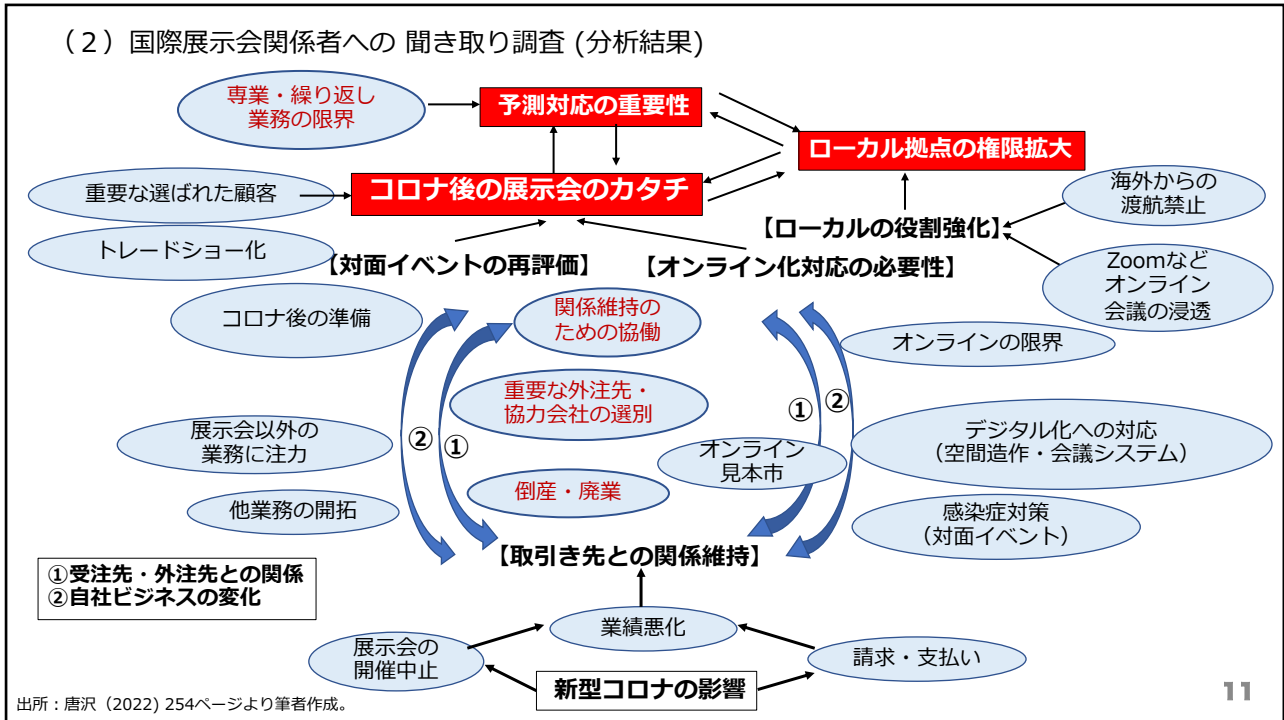 （2）国際展示会関係者への 聞き取り調査 (分析結果)
専業・繰り返し
業務の限界
予測対応の重要性
ローカル拠点の権限拡大
重要な選ばれた顧客
コロナ後の展示会のカタチ
海外からの
渡航禁止
【ローカルの役割強化】
トレードショー化
【対面イベントの再評価】
【オンライン化対応の必要性】
Zoomなど
オンライン
会議の浸透
コロナ後の準備
関係維持の
ための協働
オンラインの限界
重要な外注先・
協力会社の選別
①
②
展示会以外の
業務に注力
②
①
オンライン
見本市
デジタル化への対応
（空間造作・会議システム）
倒産・廃業
他業務の開拓
感染症対策
（対面イベント）
【取引き先との関係維持】
①受注先・外注先との関係
②自社ビジネスの変化
業績悪化
展示会の
開催中止
請求・支払い
新型コロナの影響
出所：唐沢（2022) 254ページより筆者作成。
11